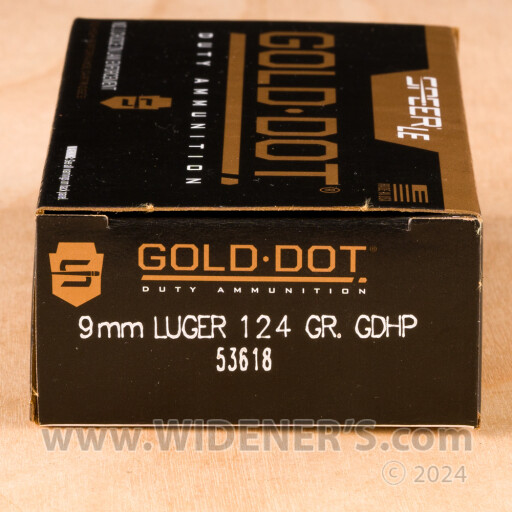 GOLD·DOT®
DUTY AMMUNITION
SPEER LE
GOLD·DOT®
DUTY AMMUNITION
9mm LUGER 124 GR. GDHP
53618
www.WIDENER'S.com
© 2024